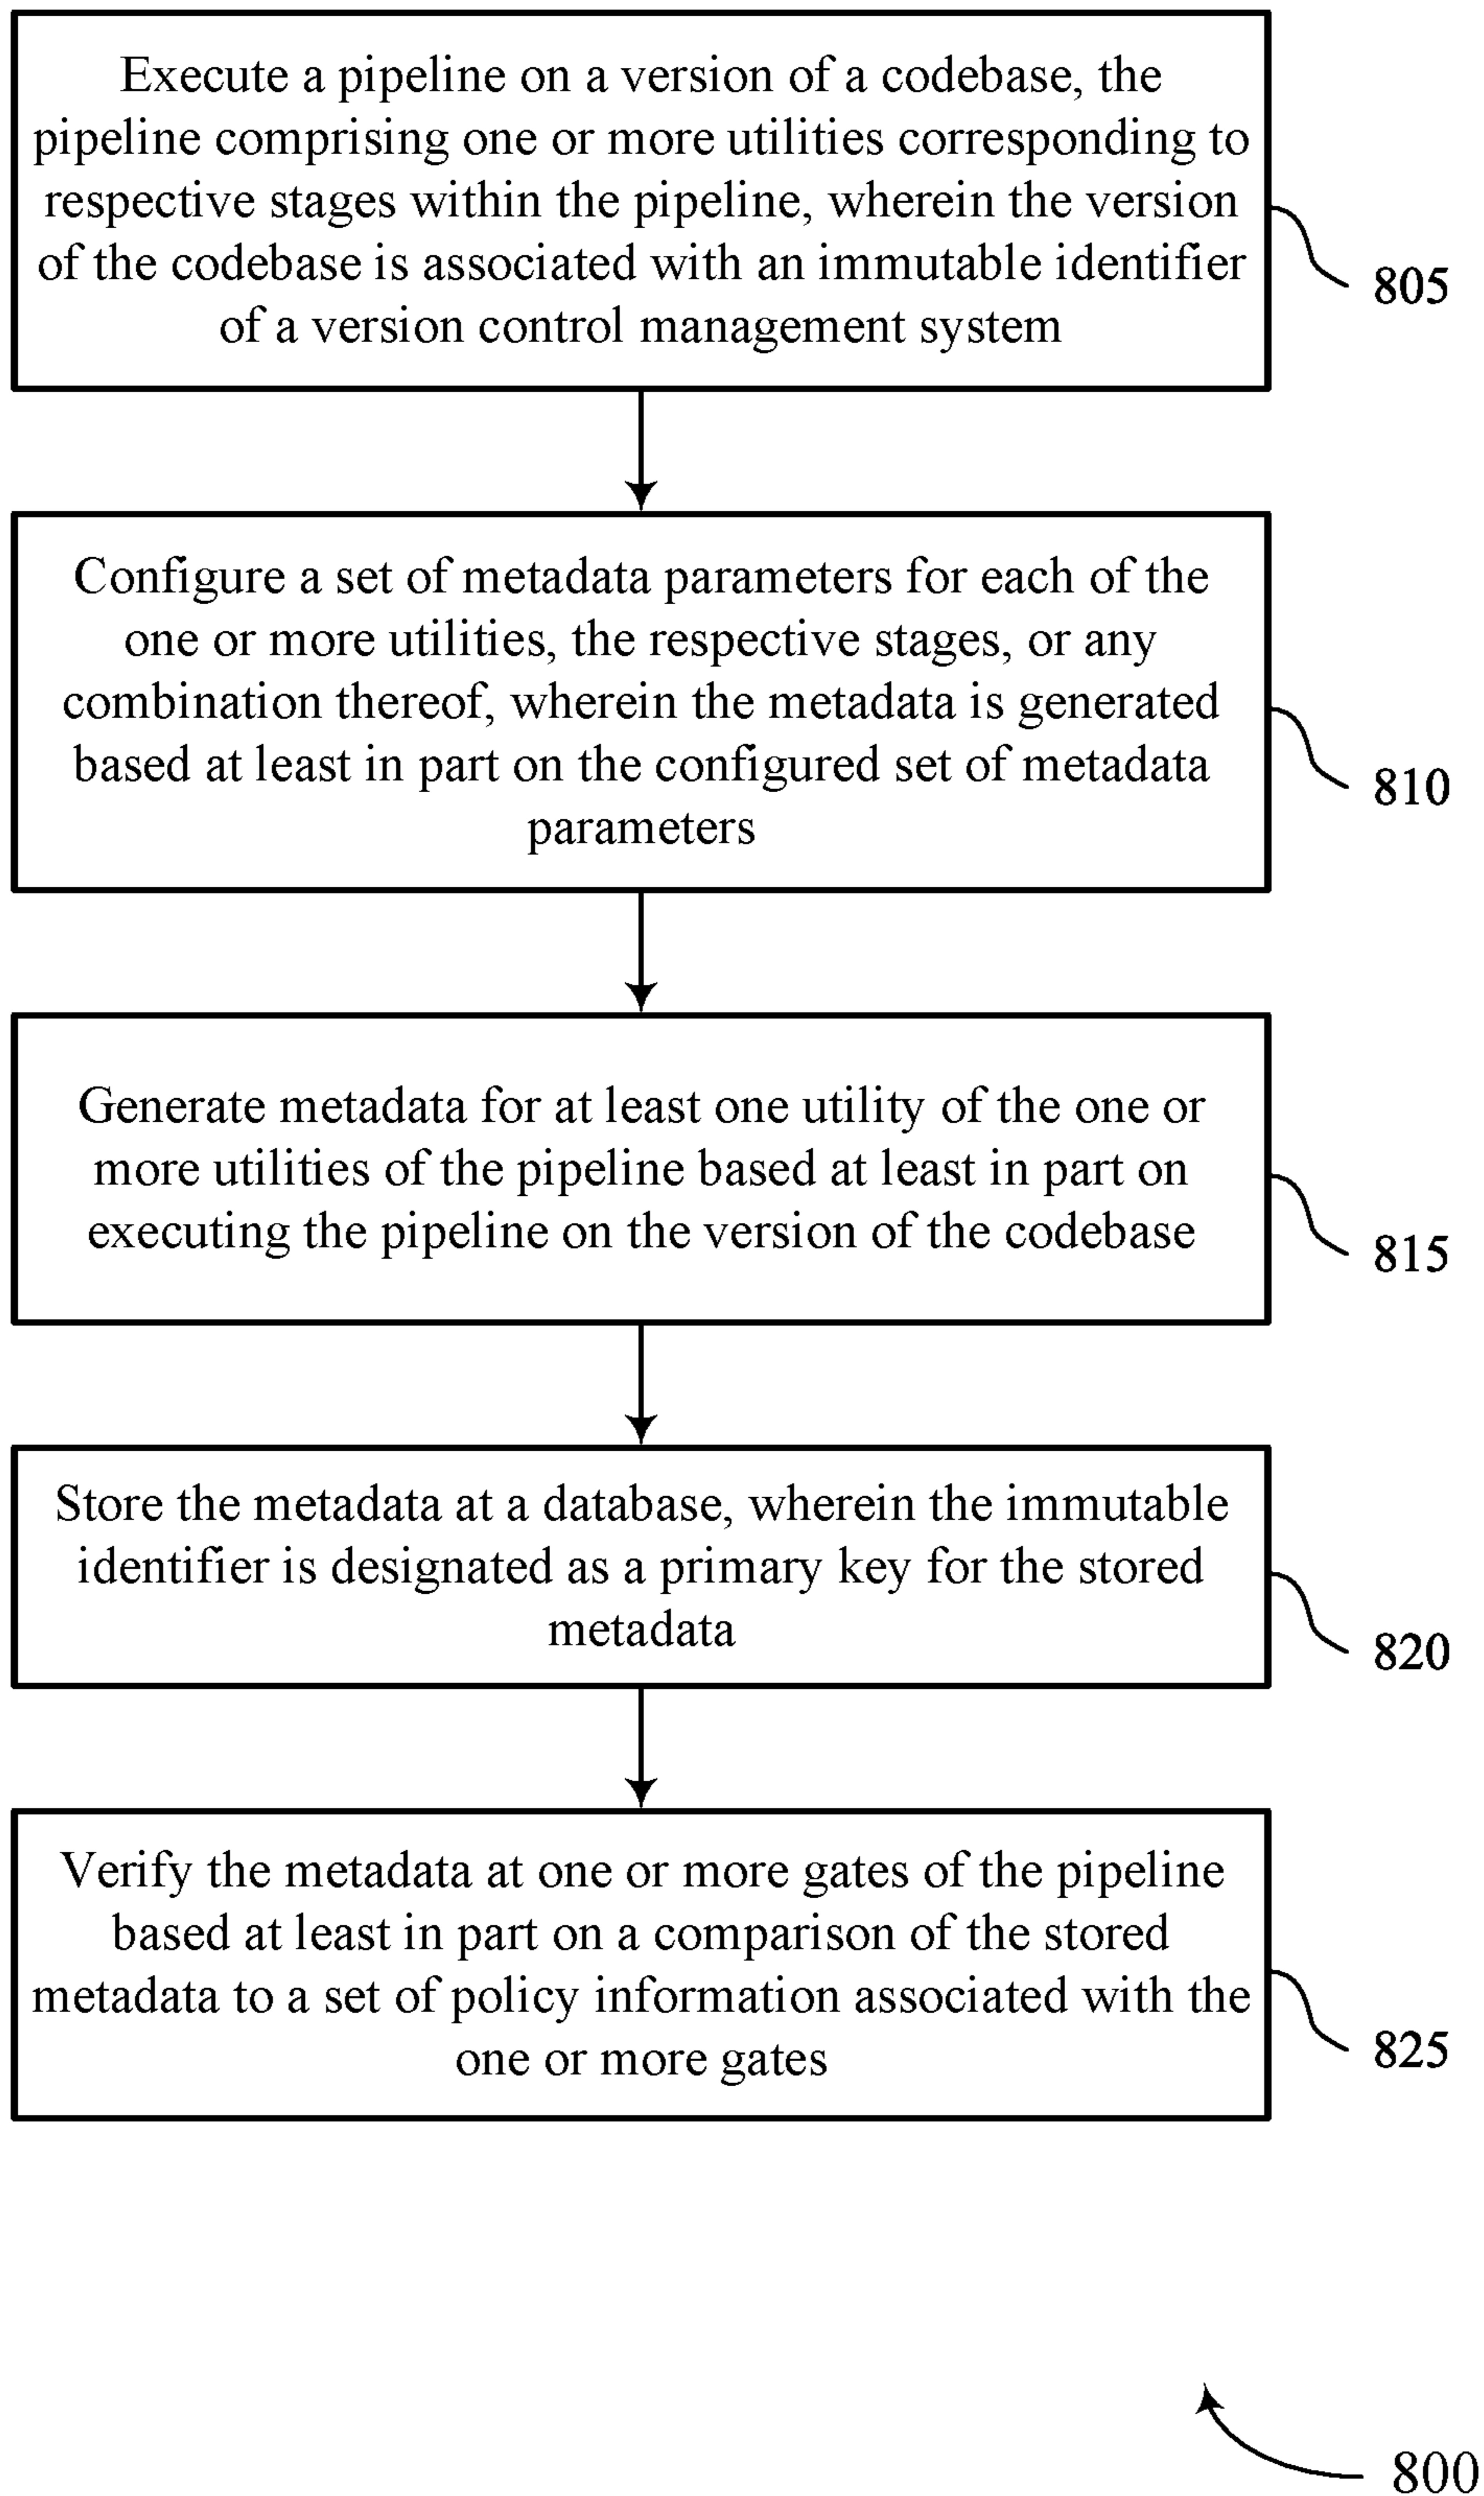 Execute a pipeline on a version of a codebase, the
pipeline comprising one or more utilities corresponding to
respective stages within the pipeline, wherein the version
of the codebase is associated with an immutable identifier
of a version control management system
805
Configure a set of metadata parameters for each of the
one or more utilities, the respective stages, or any
combination thereof, wherein the metadata is generated
based at least in part on the configured set of metadata
parameters
810
Generate metadata for at least one utility of the one or
more utilities of the pipeline based at least in part on
executing the pipeline on the version of the codebase
815
Store the metadata at a database, wherein the immutable
identifier is designated as a primary key for the stored
metadata
820
Verify the metadata at one or more gates of the pipeline
based at least in part on a comparison of the stored
metadata to a set of policy information associated with the
one or more gates
825
800